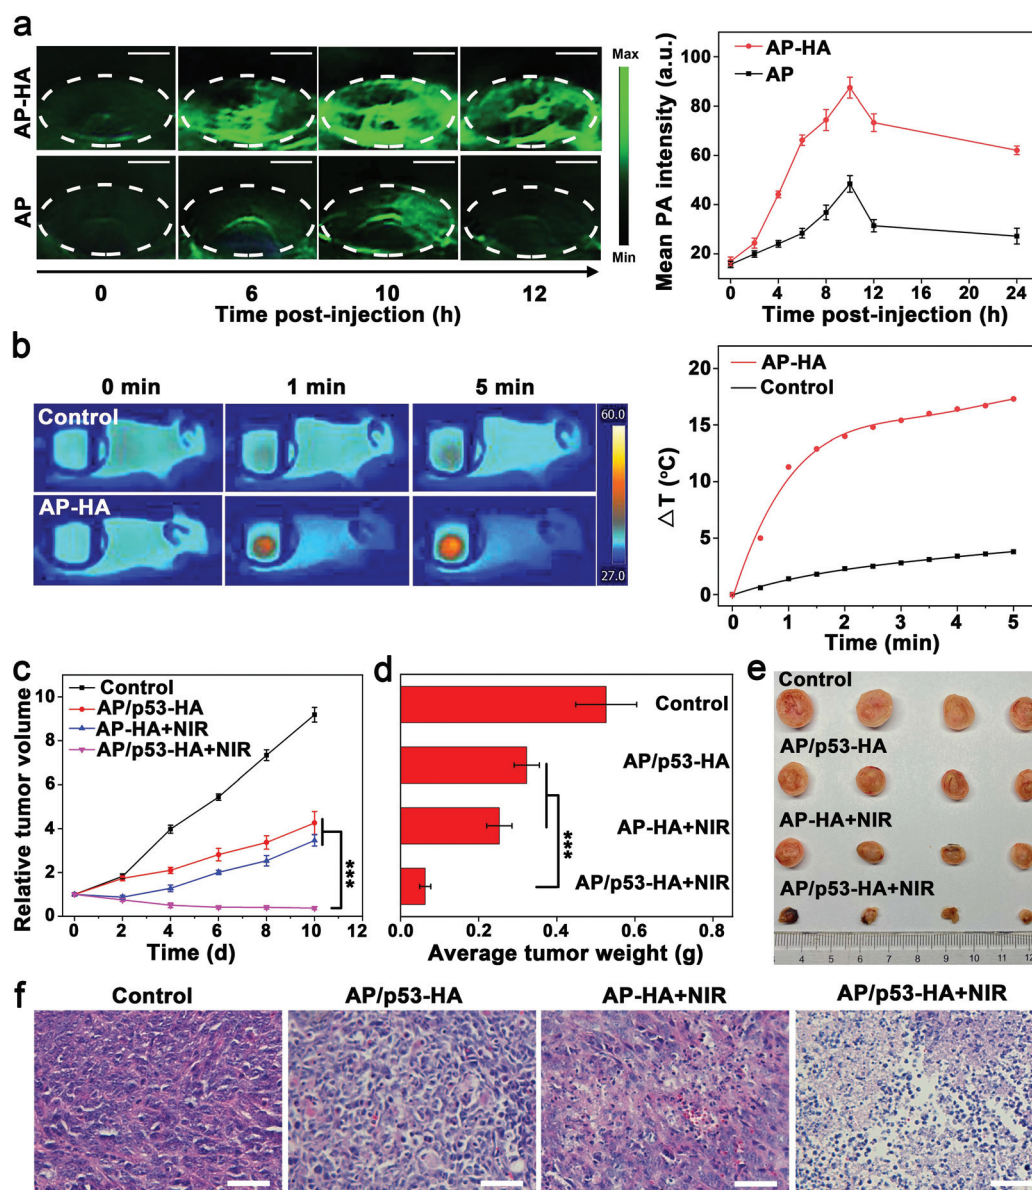 a
AP-HA
AP
Max
Min
0 6 10 12
Time post-injection (h)
AP-HA
AP
100
80
60
40
20
Mean PA intensity (a.u.)
0 4 8 12 16 20 24
Time post-injection (h)
b
0 min 1 min 5 min
Control
AP-HA
60.0
27.0
AP-HA
Control
20
15
10
5
0
△T (°C)
0 1 2 3 4 5
Time (min)
c
Control
AP/p53-HA
AP-HA+NIR
AP/p53-HA+NIR
10
8
6
4
2
0
Relative tumor volume
***
0 2 4 6 8 10 12
Time (d)
d
Control
AP/p53-HA
AP-HA+NIR
AP/p53-HA+NIR
***
0.0 0.2 0.4 0.6 0.8
Average tumor weight (g)
e
Control
AP/p53-HA
AP-HA+NIR
AP/p53-HA+NIR
3 4 5 6 7 8 9 10 11 12
f
Control AP/p53-HA AP-HA+NIR AP/p53-HA+NIR